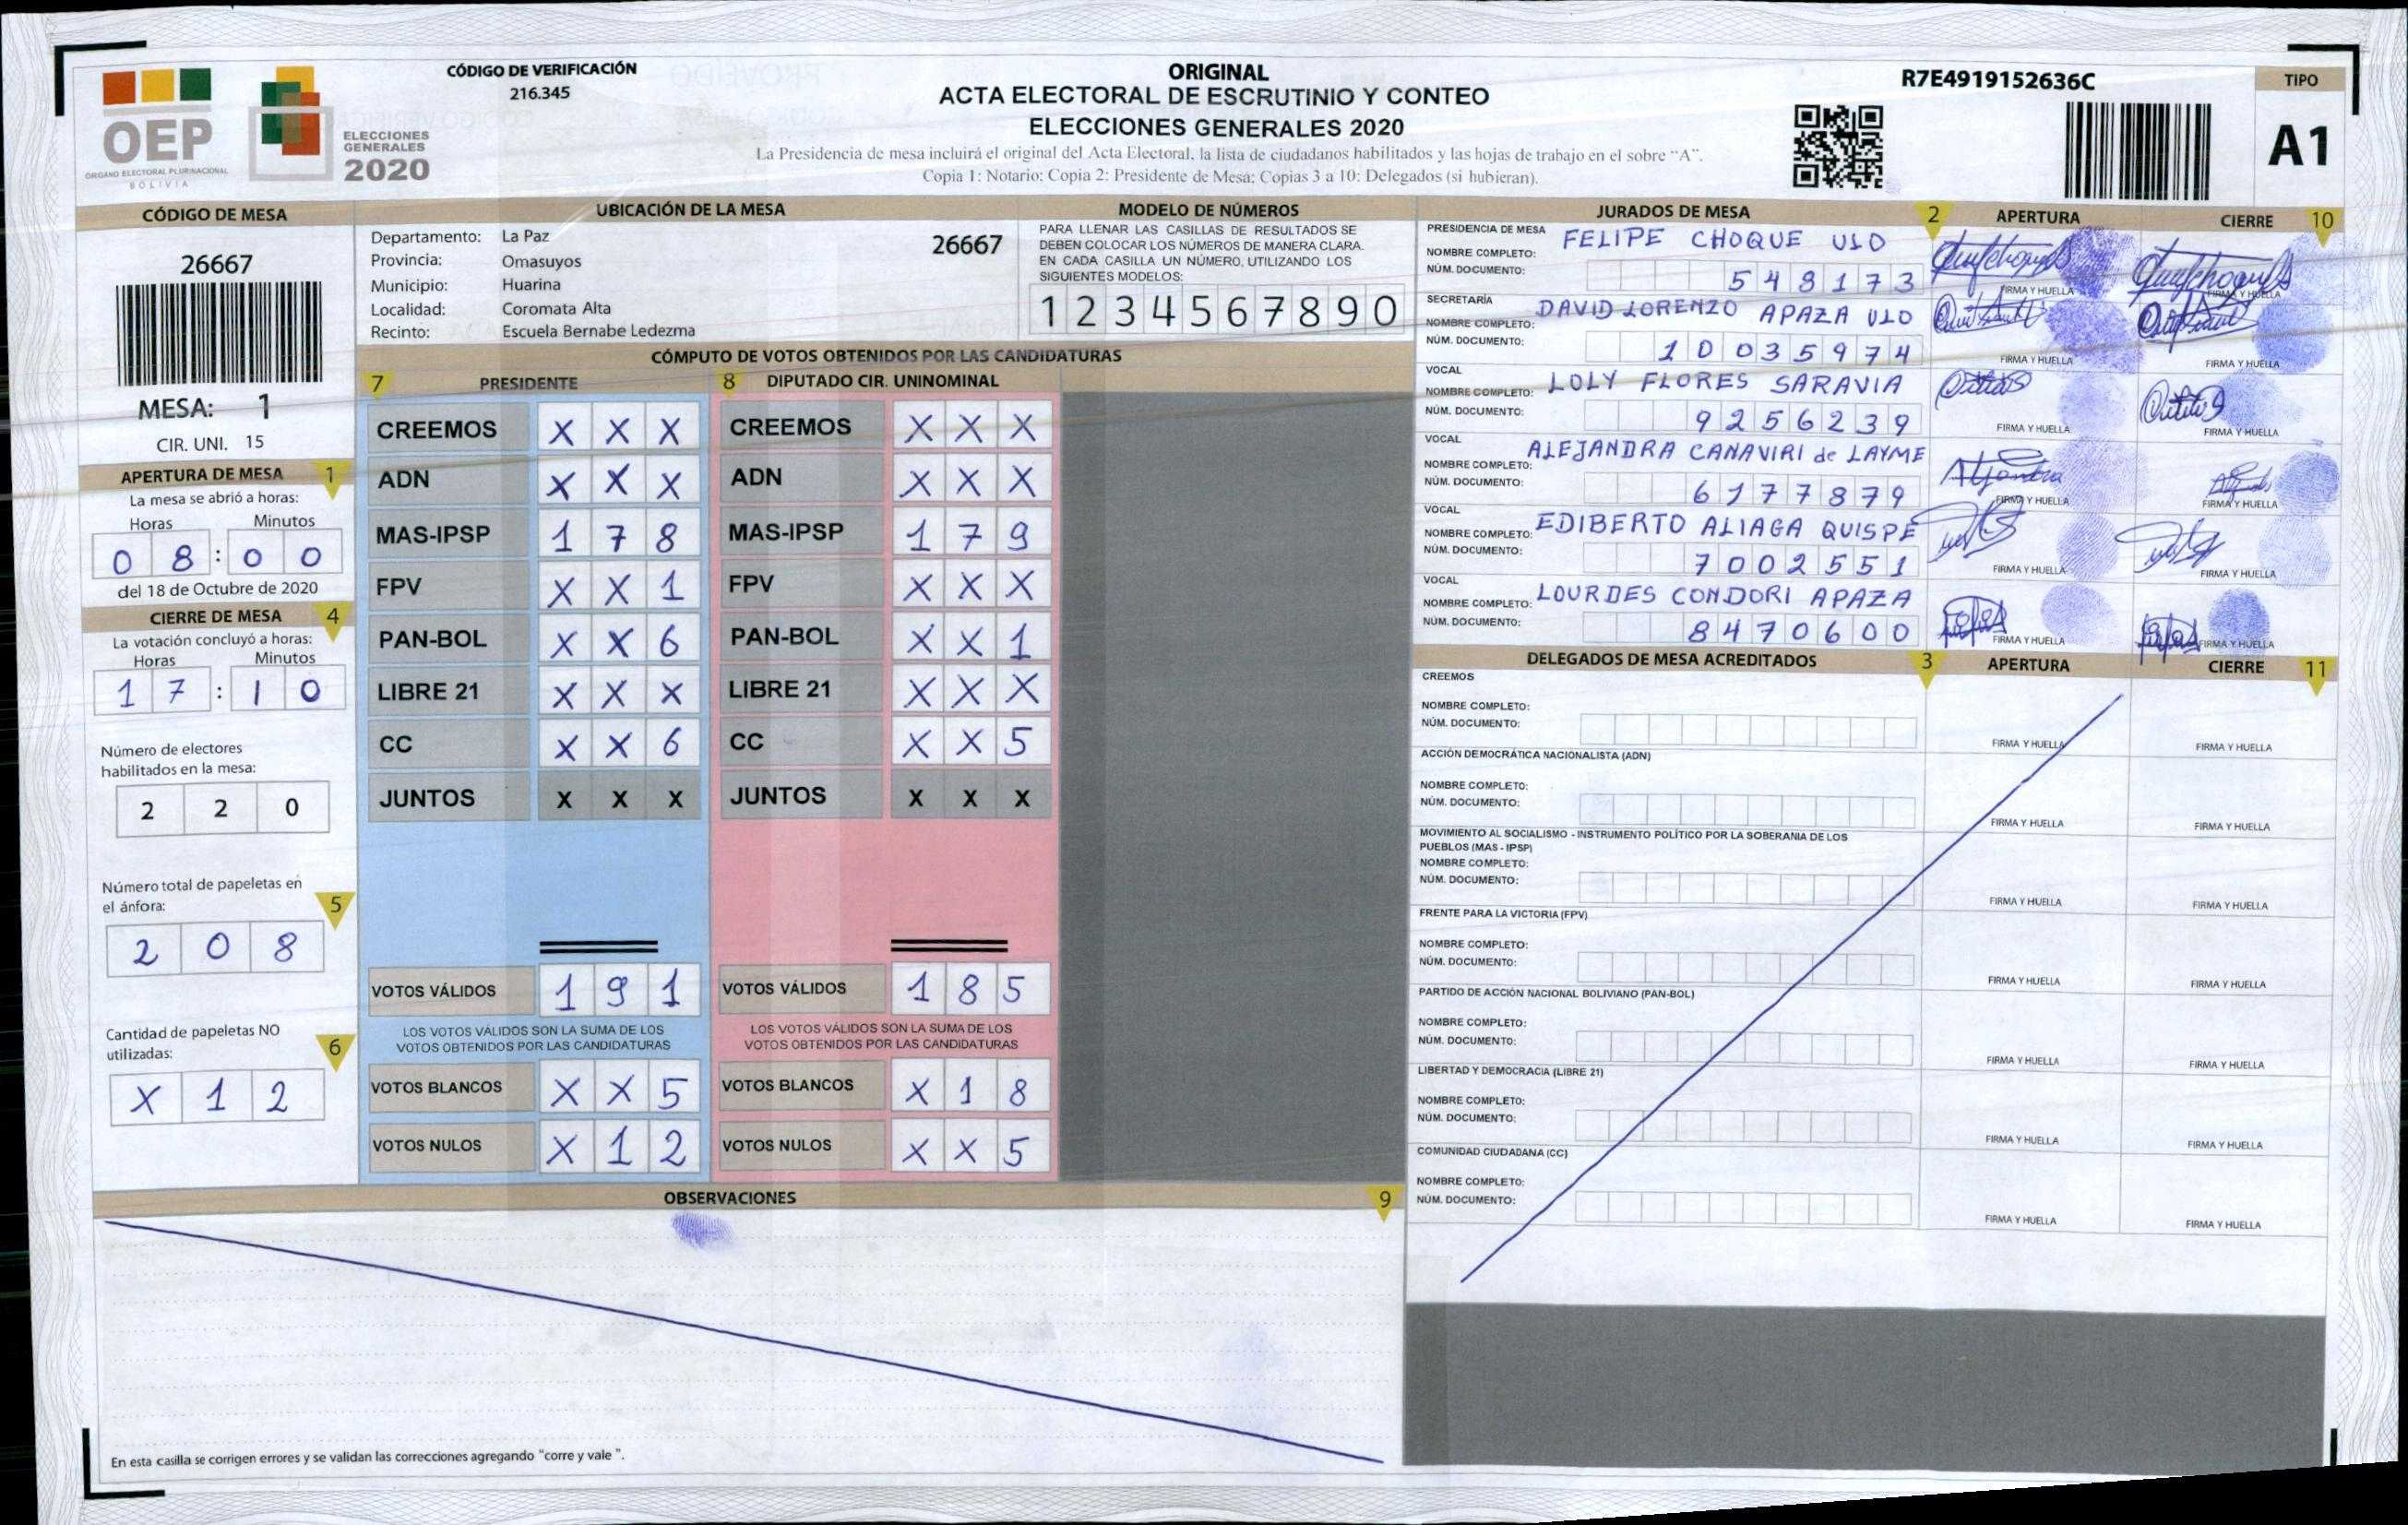 CÓDIGO DE VERIFICACIÓN
216.345
OEP
ÓRGANO ELECTORAL PLURINACIONAL
BOLIVIA
ELECCIONES
GENERALES
2020
ORIGINAL
ACTA ELECTORAL DE ESCRUTINIO Y CONTEO
ELECCIONES GENERALES 2020
La Presidencia de mesa incluirá el original del Acta Electoral, la lista de ciudadanos habilitados y las hojas de trabajo en el sobre "A".
Copia 1: Notario; Copia 2: Presidente de Mesa; Copias 3 a 10: Delegados (si hubieran).
R7E4919152636C
TIPO
A1
CÓDIGO DE MESA
26667
MESA: 1
CIR. UNI. 15
APERTURA DE MESA 1
La mesa se abrió a horas:
Horas Minutos
0 8 : 0 0
del 18 de Octubre de 2020
CIERRE DE MESA 4
La votación concluyó a horas:
Horas Minutos
1 7 : 1 0
Número de electores
habilitados en la mesa:
2 2 0
Número total de papeletas en
el ánfora: 5
2 0 8
Cantidad de papeletas NO
utilizadas: 6
X 1 2
UBICACIÓN DE LA MESA
Departamento: La Paz 26667
Provincia: Omasuyos
Municipio: Huarina
Localidad: Coromata Alta
Recinto: Escuela Bernabe Ledezma
MODELO DE NÚMEROS
PARA LLENAR LAS CASILLAS DE RESULTADOS SE
DEBEN COLOCAR LOS NÚMEROS DE MANERA CLARA.
EN CADA CASILLA UN NÚMERO, UTILIZANDO LOS
SIGUIENTES MODELOS:
1 2 3 4 5 6 7 8 9 0
CÓMPUTO DE VOTOS OBTENIDOS POR LAS CANDIDATURAS
7 PRESIDENTE
CREEMOS X X X
ADN X X X
MAS-IPSP 1 7 8
FPV X X 1
PAN-BOL X X 6
LIBRE 21 X X X
CC X X 6
JUNTOS X X X
VOTOS VÁLIDOS 1 9 1
LOS VOTOS VÁLIDOS SON LA SUMA DE LOS
VOTOS OBTENIDOS POR LAS CANDIDATURAS
VOTOS BLANCOS X X 5
VOTOS NULOS X 1 2
8 DIPUTADO CIR. UNINOMINAL
CREEMOS X X X
ADN X X X
MAS-IPSP 1 7 9
FPV X X X
PAN-BOL X X 1
LIBRE 21 X X X
CC X X 5
JUNTOS X X X
VOTOS VÁLIDOS 1 8 5
LOS VOTOS VÁLIDOS SON LA SUMA DE LOS
VOTOS OBTENIDOS POR LAS CANDIDATURAS
VOTOS BLANCOS X 1 8
VOTOS NULOS X X 5
OBSERVACIONES 9
En esta casilla se corrigen errores y se validan las correcciones agregando "corre y vale ".
JURADOS DE MESA 2 APERTURA CIERRE 10
PRESIDENCIA DE MESA
NOMBRE COMPLETO: FELIPE CHOQUE ULO
NÚM. DOCUMENTO: 5 4 8 1 7 3
FIRMA Y HUELLA FIRMA Y HUELLA
SECRETARÍA
NOMBRE COMPLETO: DAVID LORENZO APAZA ULO
NÚM. DOCUMENTO: 1 0 0 3 5 9 7 4
FIRMA Y HUELLA FIRMA Y HUELLA
VOCAL
NOMBRE COMPLETO: LOLY FLORES SARAVIA
NÚM. DOCUMENTO: 9 2 5 6 2 3 9
FIRMA Y HUELLA FIRMA Y HUELLA
VOCAL
NOMBRE COMPLETO: ALEJANDRA CANAVIRI de LAYME
NÚM. DOCUMENTO: 6 1 7 7 8 7 9
FIRMA Y HUELLA FIRMA Y HUELLA
VOCAL
NOMBRE COMPLETO: EDIBERTO ALIAGA QUISPE
NÚM. DOCUMENTO: 7 0 0 2 5 5 1
FIRMA Y HUELLA FIRMA Y HUELLA
VOCAL
NOMBRE COMPLETO: LOURDES CONDORI APAZA
NÚM. DOCUMENTO: 8 4 7 0 6 0 0
FIRMA Y HUELLA FIRMA Y HUELLA
DELEGADOS DE MESA ACREDITADOS 3 APERTURA CIERRE 11
CREEMOS
NOMBRE COMPLETO:
NÚM. DOCUMENTO:
FIRMA Y HUELLA FIRMA Y HUELLA
ACCIÓN DEMOCRÁTICA NACIONALISTA (ADN)
NOMBRE COMPLETO:
NÚM. DOCUMENTO:
FIRMA Y HUELLA FIRMA Y HUELLA
MOVIMIENTO AL SOCIALISMO - INSTRUMENTO POLÍTICO POR LA SOBERANIA DE LOS
PUEBLOS (MAS - IPSP)
NOMBRE COMPLETO:
NÚM. DOCUMENTO:
FIRMA Y HUELLA FIRMA Y HUELLA
FRENTE PARA LA VICTORIA (FPV)
NOMBRE COMPLETO:
NÚM. DOCUMENTO:
FIRMA Y HUELLA FIRMA Y HUELLA
PARTIDO DE ACCIÓN NACIONAL BOLIVIANO (PAN-BOL)
NOMBRE COMPLETO:
NÚM. DOCUMENTO:
FIRMA Y HUELLA FIRMA Y HUELLA
LIBERTAD Y DEMOCRACIA (LIBRE 21)
NOMBRE COMPLETO:
NÚM. DOCUMENTO:
FIRMA Y HUELLA FIRMA Y HUELLA
COMUNIDAD CIUDADANA (CC)
NOMBRE COMPLETO:
NÚM. DOCUMENTO:
FIRMA Y HUELLA FIRMA Y HUELLA